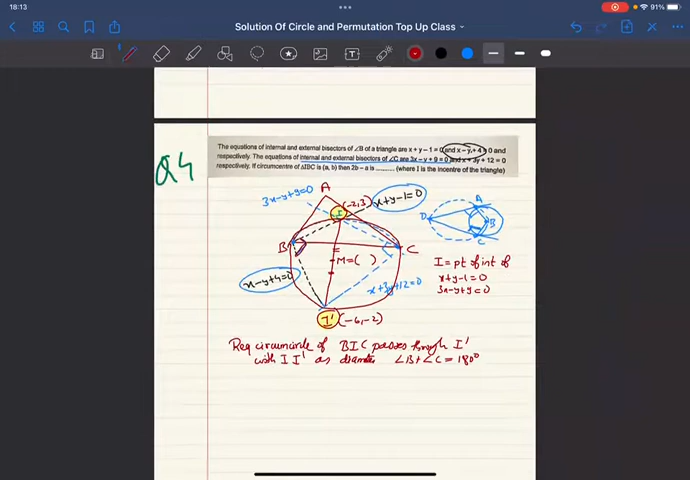 18:13
91%
Solution Of Circle and Permutation Top Up Class
Q4
The equations of internal and external bisectors of ∠B of a triangle are x + y – 1 = 0 and x – y + 4 = 0
respectively. The equations of internal and external bisectors of ∠C are 3x – y + 9 = 0 and x + 3y + 12 = 0
respectively. If circumcentre of ΔIBC is (a, b) then 2b – a is .......... (where I is the incentre of the triangle)
3x-y+9=0
A
I
(-2,3)
x+y-1=0
A
D
B
C
B
C
M=( )
I = pt of int of
x+y-1=0
3x-y+9=0
x-y+4=0
x+3y+12=0
I'
(-6,-2)
Req circumcircle of BIC passes through I'
with I I' as diameter ∠B+∠C=180°